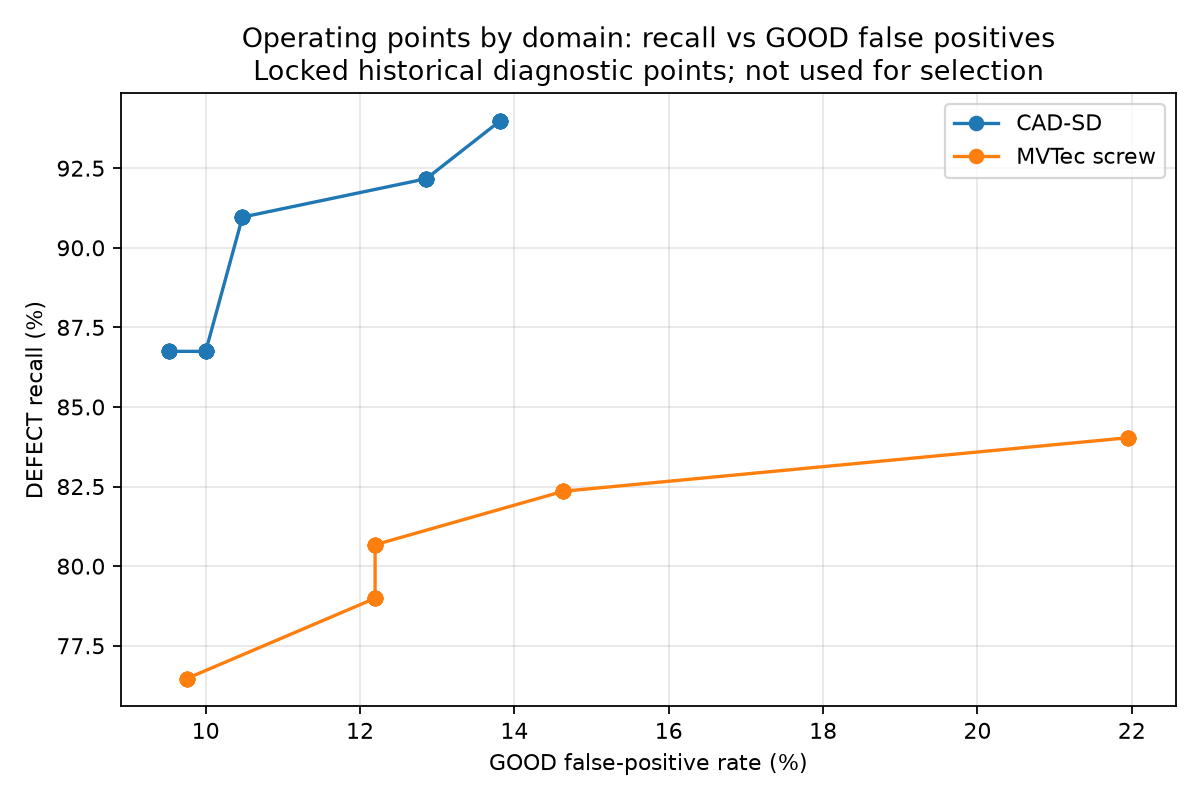 Operating points by domain: recall vs GOOD false positives
Locked historical diagnostic points; not used for selection
CAD-SD
MVTec screw
DEFECT recall (%)
92.5
90.0
87.5
85.0
82.5
80.0
77.5
10 12 14 16 18 20 22
GOOD false-positive rate (%)